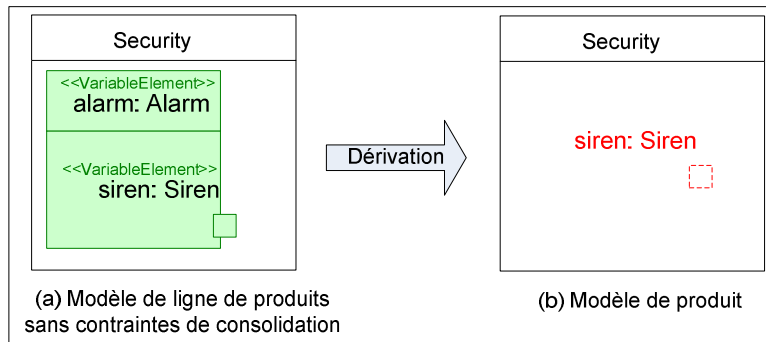 Security
<<VariableElement>>
alarm: Alarm
<<VariableElement>>
siren: Siren
Dérivation
Security
siren: Siren
(a) Modèle de ligne de produits
sans contraintes de consolidation
(b) Modèle de produit